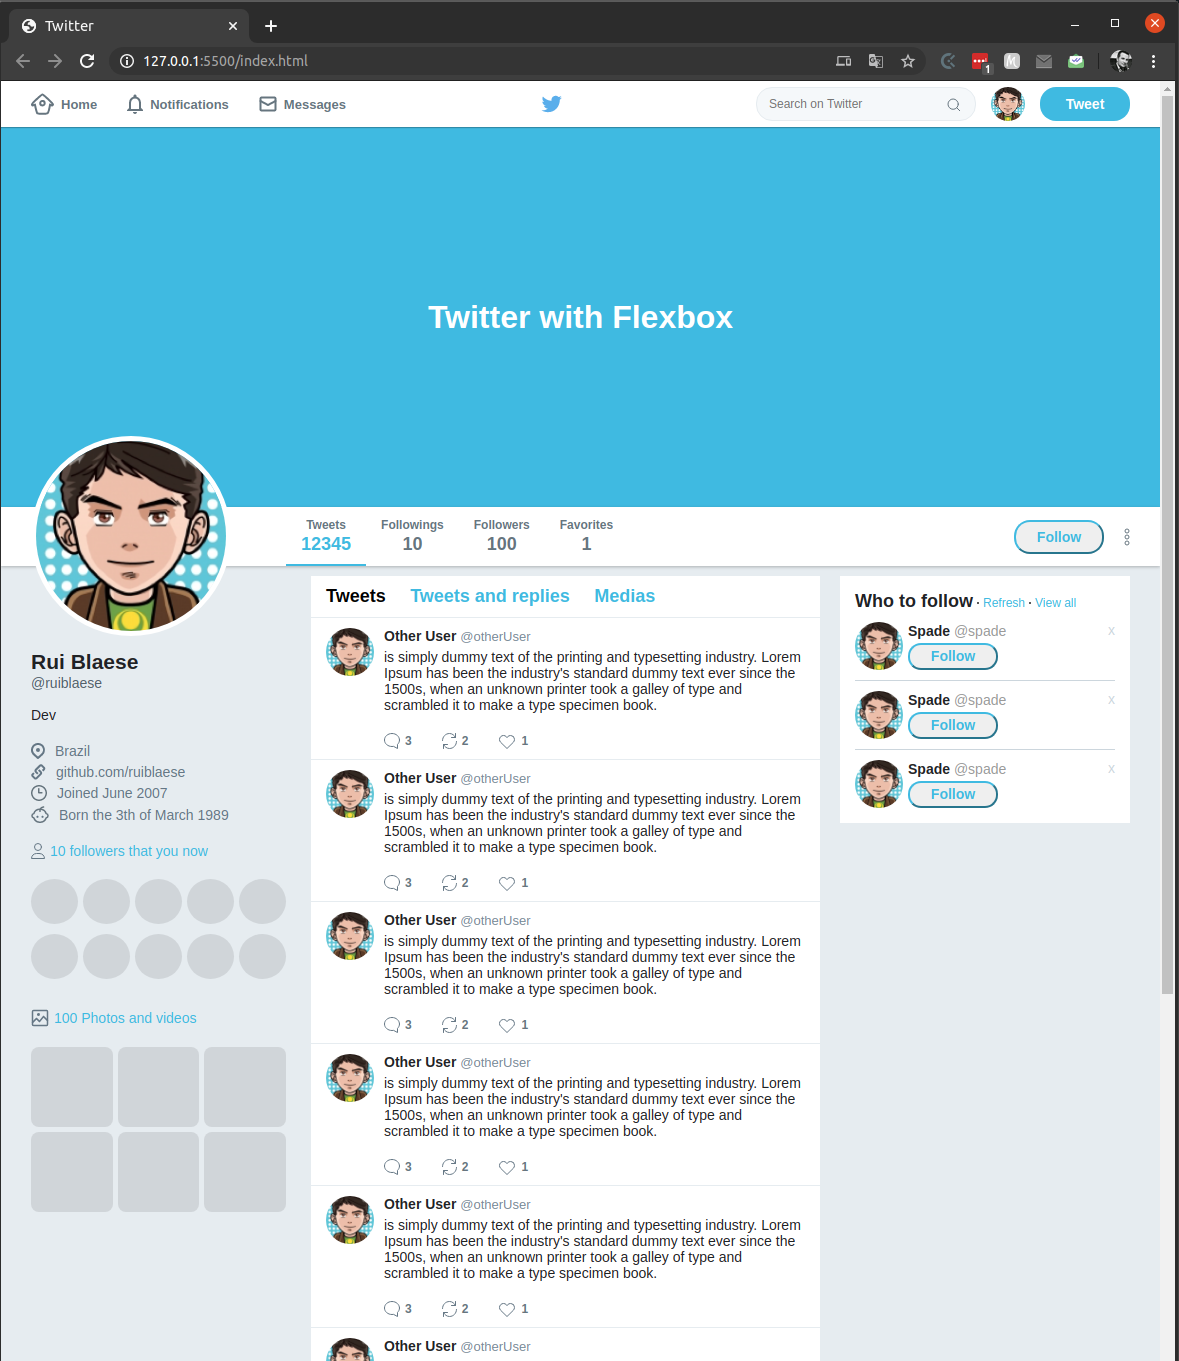 Twitter
127.0.0.1:5500/index.html
1
Home
Notifications
Messages
Search on Twitter
Tweet
Twitter with Flexbox
Tweets
12345
Followings
10
Followers
100
Favorites
1
Follow
Rui Blaese
@ruiblaese
Dev
Brazil
github.com/ruiblaese
Joined June 2007
Born the 3th of March 1989
10 followers that you now
100 Photos and videos
Tweets Tweets and replies Medias
Other User @otherUser
is simply dummy text of the printing and typesetting industry. Lorem
Ipsum has been the industry's standard dummy text ever since the
1500s, when an unknown printer took a galley of type and
scrambled it to make a type specimen book.
3 2 1
Other User @otherUser
is simply dummy text of the printing and typesetting industry. Lorem
Ipsum has been the industry's standard dummy text ever since the
1500s, when an unknown printer took a galley of type and
scrambled it to make a type specimen book.
3 2 1
Other User @otherUser
is simply dummy text of the printing and typesetting industry. Lorem
Ipsum has been the industry's standard dummy text ever since the
1500s, when an unknown printer took a galley of type and
scrambled it to make a type specimen book.
3 2 1
Other User @otherUser
is simply dummy text of the printing and typesetting industry. Lorem
Ipsum has been the industry's standard dummy text ever since the
1500s, when an unknown printer took a galley of type and
scrambled it to make a type specimen book.
3 2 1
Other User @otherUser
is simply dummy text of the printing and typesetting industry. Lorem
Ipsum has been the industry's standard dummy text ever since the
1500s, when an unknown printer took a galley of type and
scrambled it to make a type specimen book.
3 2 1
Other User @otherUser
Who to follow · Refresh · View all
Spade @spade x
Follow
Spade @spade x
Follow
Spade @spade x
Follow